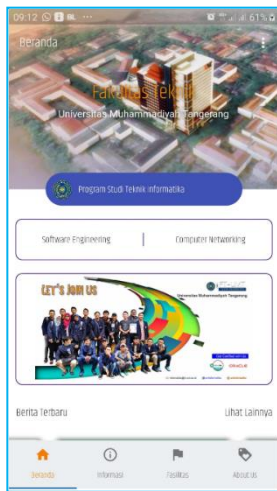 09:12 61%
Beranda
Fakultas Teknik
Universitas Muhammadiyah Tangerang
Program Studi Teknik Informatika
Software Engineering | Computer Networking
LET'S JOIN US
Universitas Muhammadiyah Tangerang
ORACLE
Berita Terbaru Lihat Lainnya
Beranda Informasi Fasilitas About Us